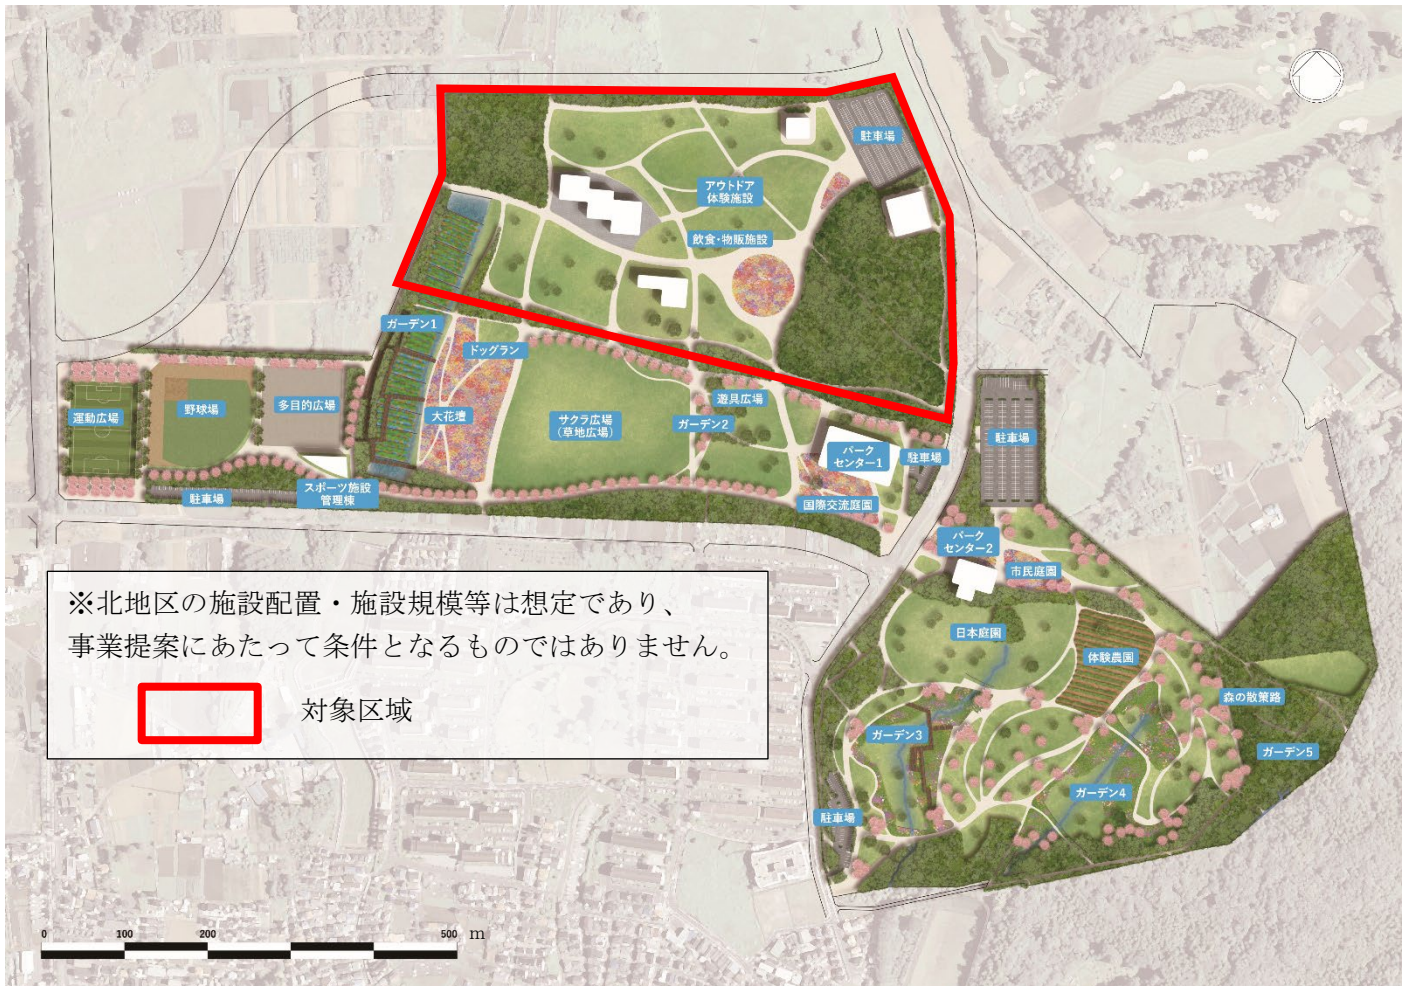 駐車場
アウトドア
体験施設
飲食・物販施設
ガーデン1
ドッグラン
運動広場
野球場
多目的広場
大花壇
サクラ広場
(草地広場)
遊具広場
ガーデン2
パーク
センター1
駐車場
駐車場
駐車場
スポーツ施設
管理棟
国際交流庭園
パーク
センター2
市民庭園
※北地区の施設配置・施設規模等は想定であり、
事業提案にあたって条件となるものではありません。
対象区域
日本庭園
体験農園
森の散策路
ガーデン3
ガーデン5
ガーデン4
駐車場
0 100 200 500 m